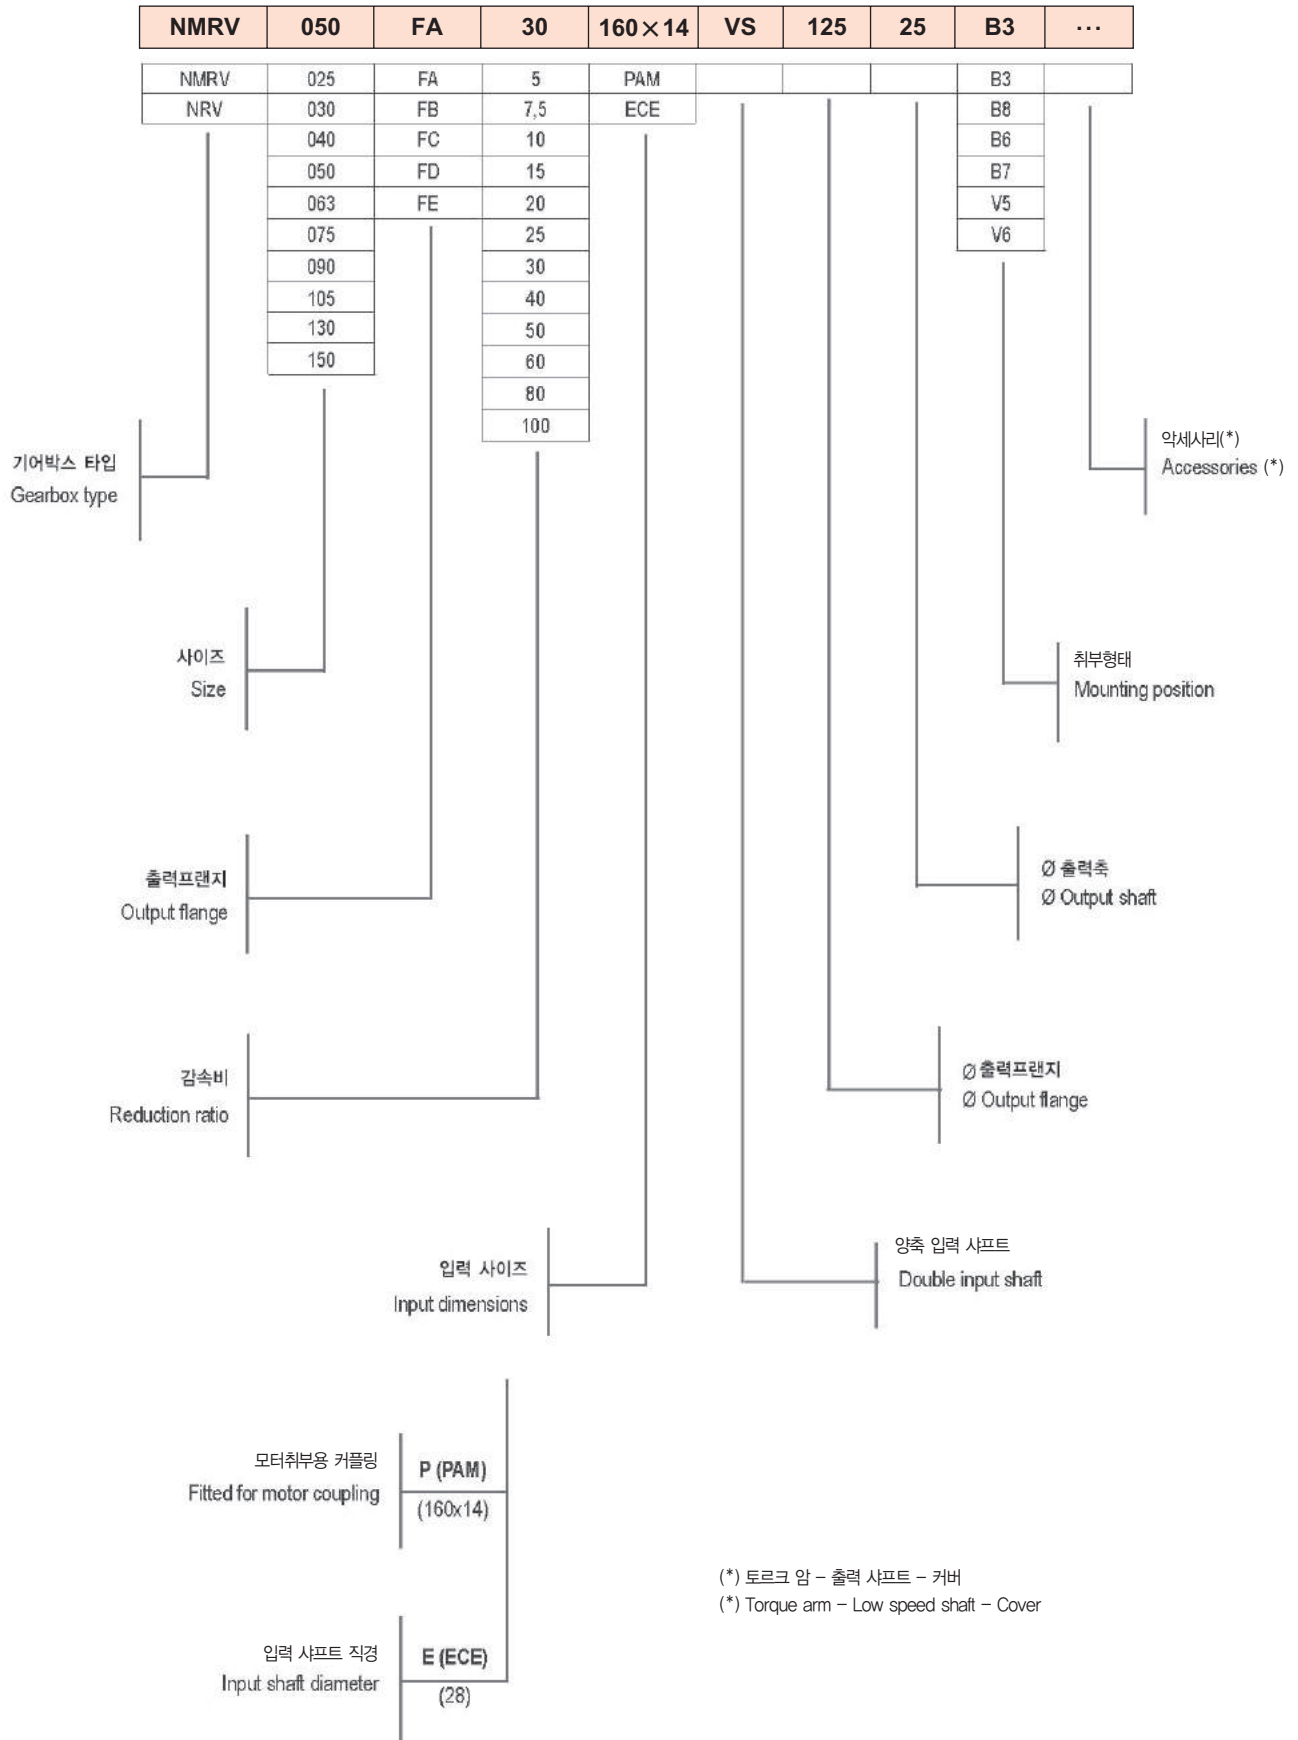 NMRV 050 FA 30 160×14 VS 125 25 B3 ...
NMRV 025 FA 5 PAM B3
NRV 030 FB 7,5 ECE B8
040 FC 10 B6
050 FD 15 B7
063 FE 20 V5
075 25 V6
090 30
105 40
130 50
150 60
80
100
기어박스 타입
Gearbox type
악세사리(*)
Accessories (*)
사이즈
Size
취부형태
Mounting position
출력프랜지
Output flange
Ø 출력축
Ø Output shaft
감속비
Reduction ratio
Ø 출력프랜지
Ø Output flange
입력 사이즈
Input dimensions
양축 입력 샤프트
Double input shaft
모터취부용 커플링
Fitted for motor coupling
P (PAM)
(160x14)
입력 샤프트 직경
Input shaft diameter
E (ECE)
(28)
(*) 토르크 암 – 출력 샤프트 – 커버
(*) Torque arm – Low speed shaft – Cover